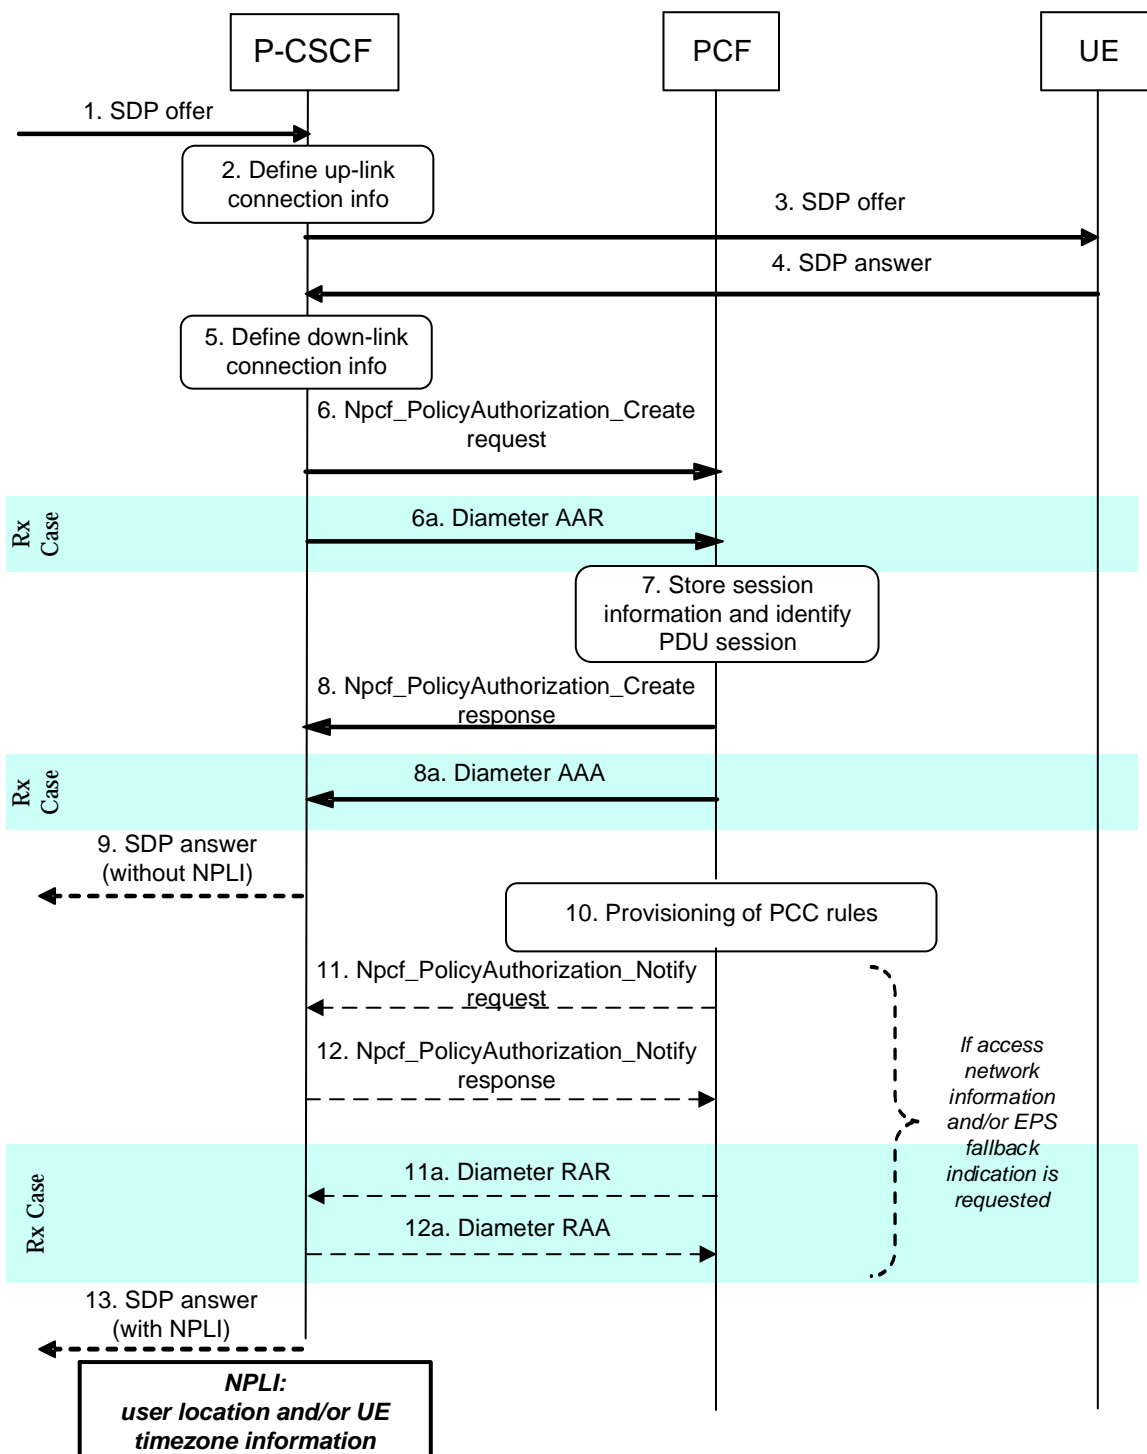 P-CSCF
PCF
UE
1. SDP offer
2. Define up-link
connection info
3. SDP offer
4. SDP answer
5. Define down-link
connection info
6. Npcf_PolicyAuthorization_Create
request
Rx
Case
6a. Diameter AAR
7. Store session
information and identify
PDU session
8. Npcf_PolicyAuthorization_Create
response
Rx
Case
8a. Diameter AAA
9. SDP answer
(without NPLI)
10. Provisioning of PCC rules
11. Npcf_PolicyAuthorization_Notify
request
12. Npcf_PolicyAuthorization_Notify
response
If access
network
information
and/or EPS
fallback
indication is
requested
Rx Case
11a. Diameter RAR
12a. Diameter RAA
13. SDP answer
(with NPLI)
NPLI:
user location and/or UE
timezone information